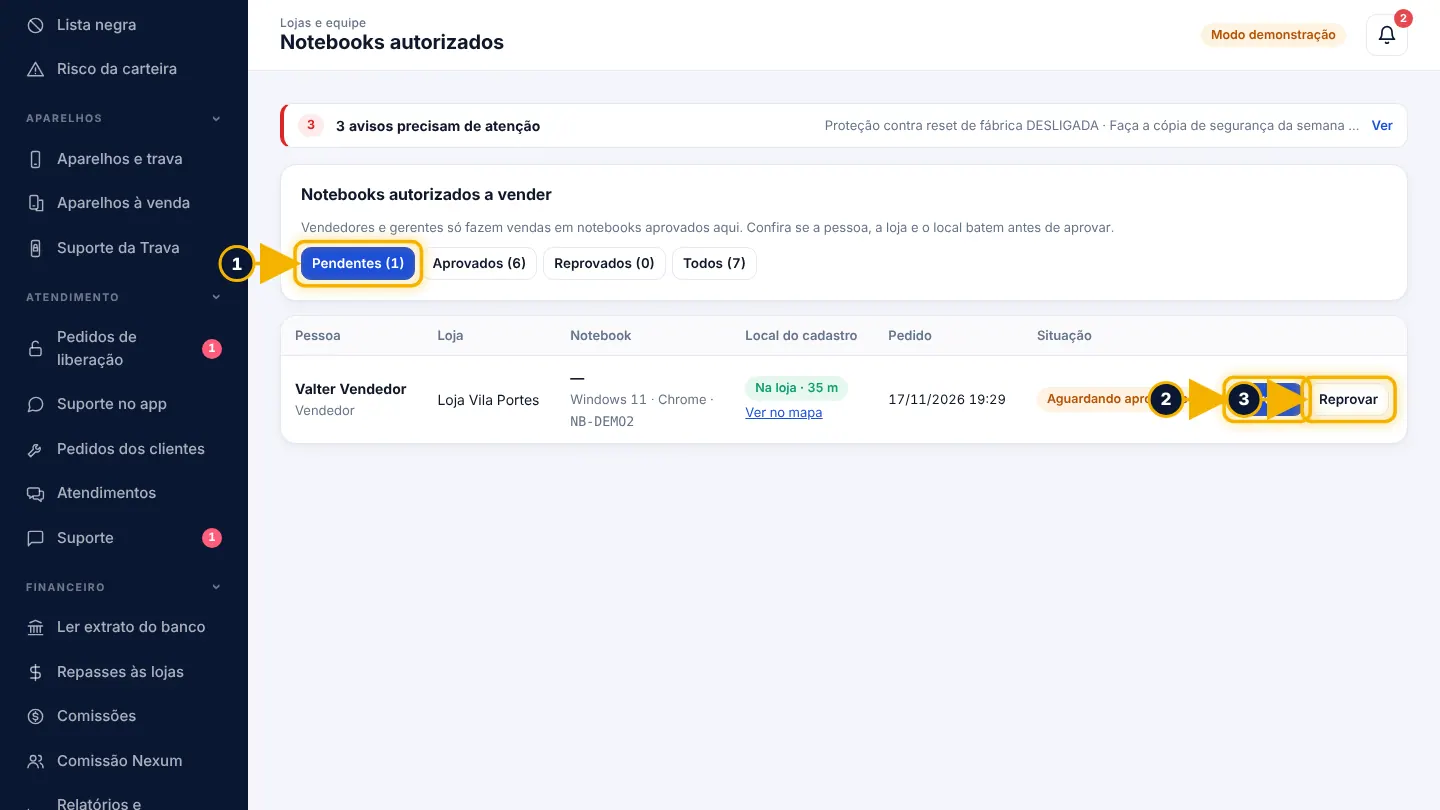 Lista negra
Risco da carteira
APARELHOS
Aparelhos e trava
Aparelhos à venda
Suporte da Trava
ATENDIMENTO
Pedidos de
liberação
1
Suporte no app
Pedidos dos clientes
Atendimentos
Suporte
1
FINANCEIRO
Ler extrato do banco
Repasses às lojas
Comissões
Comissão Nexum
Relatórios e
Lojas e equipe
Notebooks autorizados
Modo demonstração
2
3
3 avisos precisam de atenção
Proteção contra reset de fábrica DESLIGADA · Faça a cópia de segurança da semana ...
Ver
Notebooks autorizados a vender
Vendedores e gerentes só fazem vendas em notebooks aprovados aqui. Confira se a pessoa, a loja e o local batem antes de aprovar.
1
Pendentes (1)
Aprovados (6)
Reprovados (0)
Todos (7)
Pessoa
Loja
Notebook
Local do cadastro
Pedido
Situação
Valter Vendedor
Vendedor
Loja Vila Portes
—
Windows 11 · Chrome ·
NB-DEMO2
Na loja · 35 m
Ver no mapa
17/11/2026 19:29
Aguardando
2
3
Reprovar